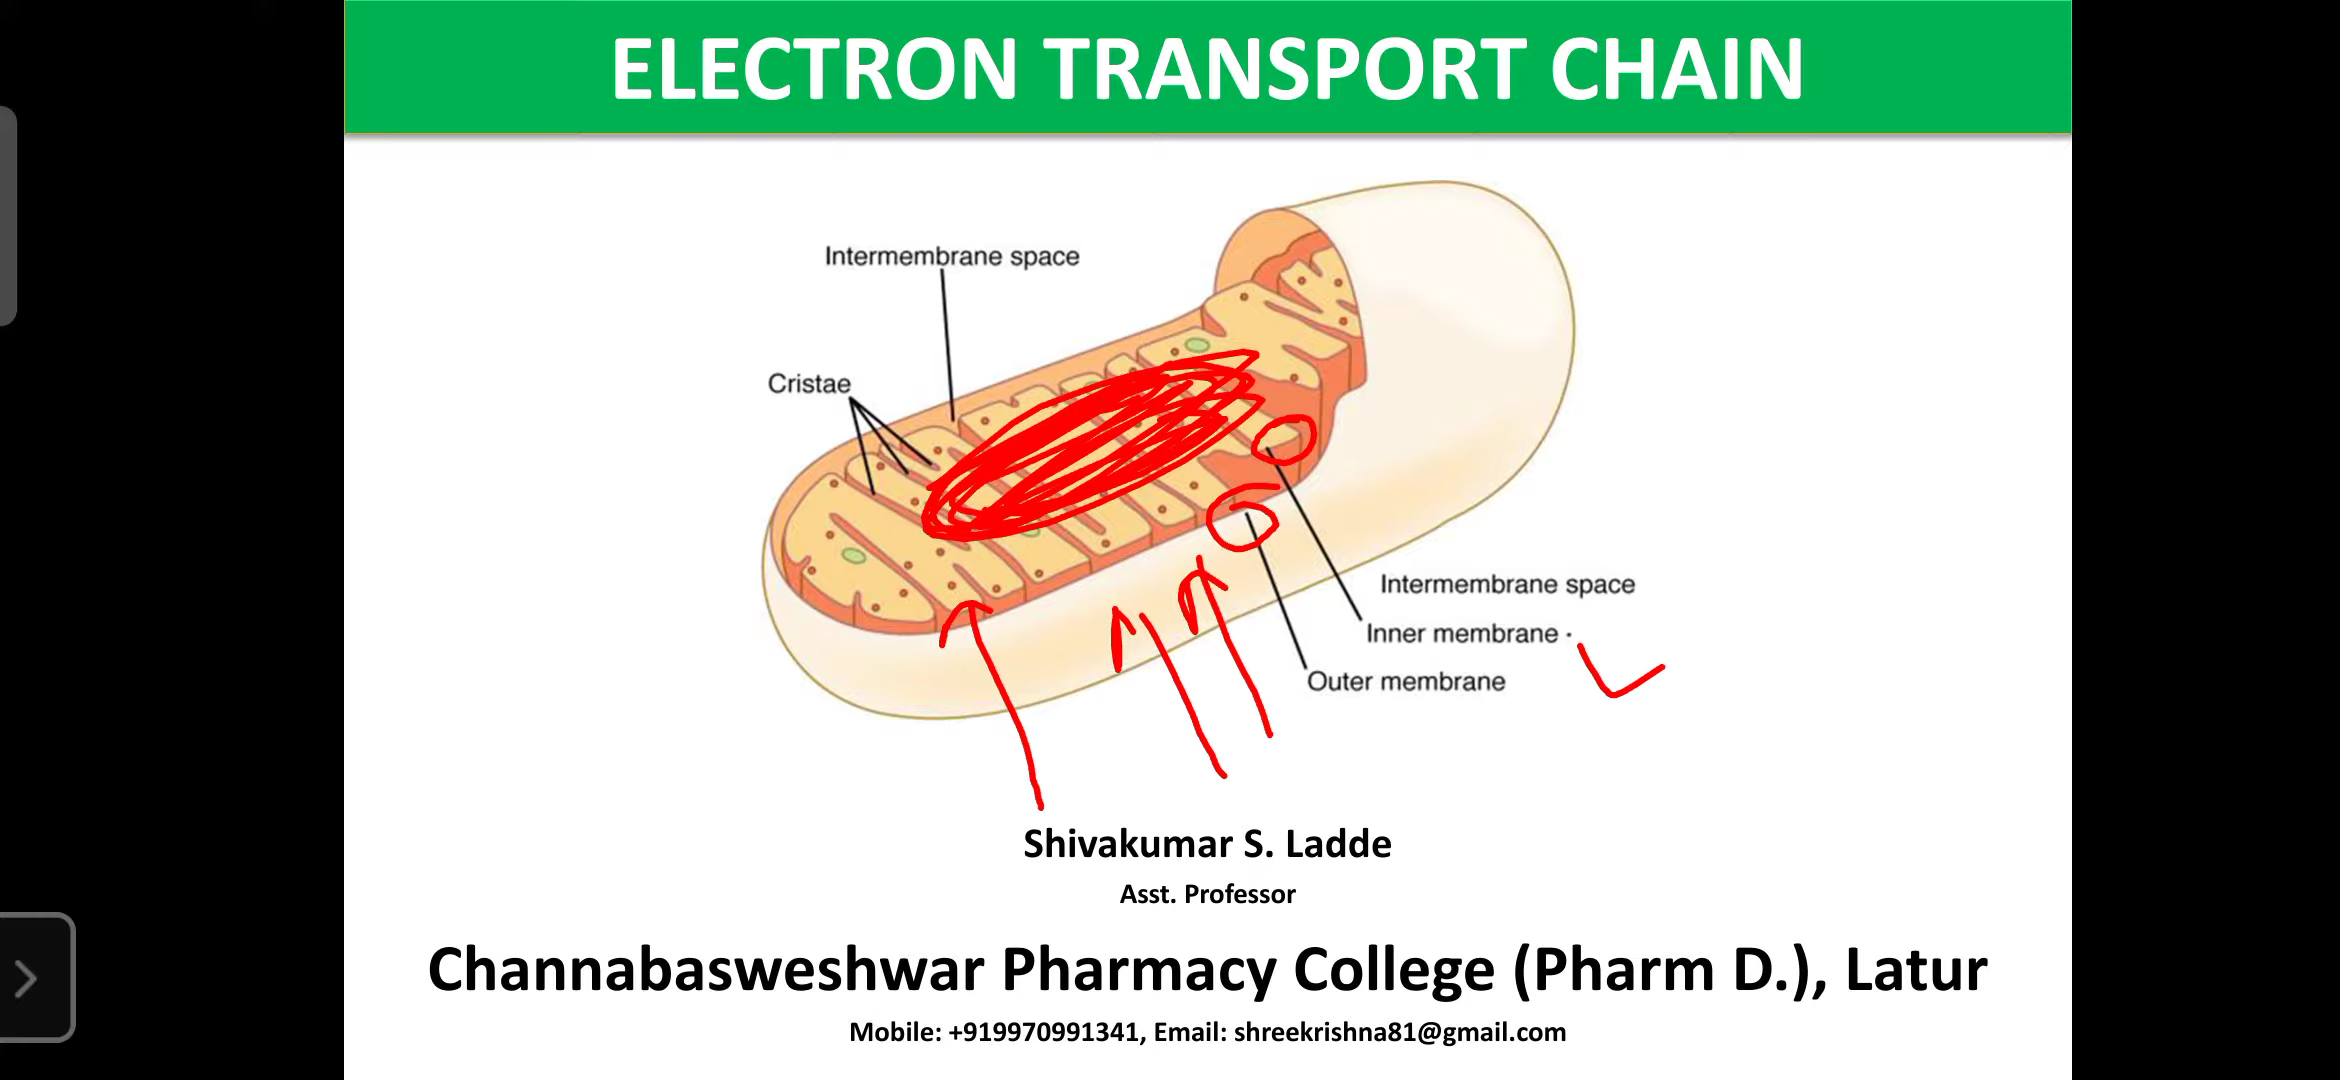 ELECTRON TRANSPORT CHAIN
Intermembrane space
Cristae
Intermembrane space
Inner membrane
Outer membrane
Shivakumar S. Ladde
Asst. Professor
Channabasweshwar Pharmacy College (Pharm D.), Latur
Mobile: +919970991341, Email: shreekrishna81@gmail.com